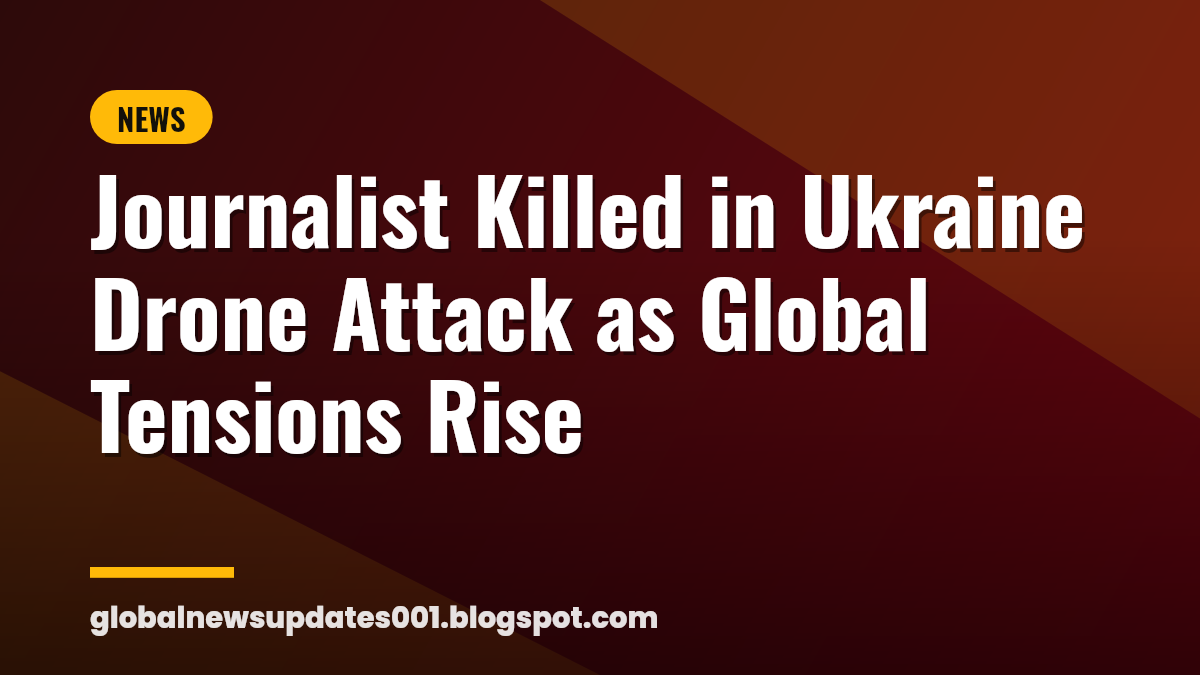 NEWS
Journalist Killed in Ukraine
Drone Attack as Global
Tensions Rise
globalnewsupdates001.blogspot.com